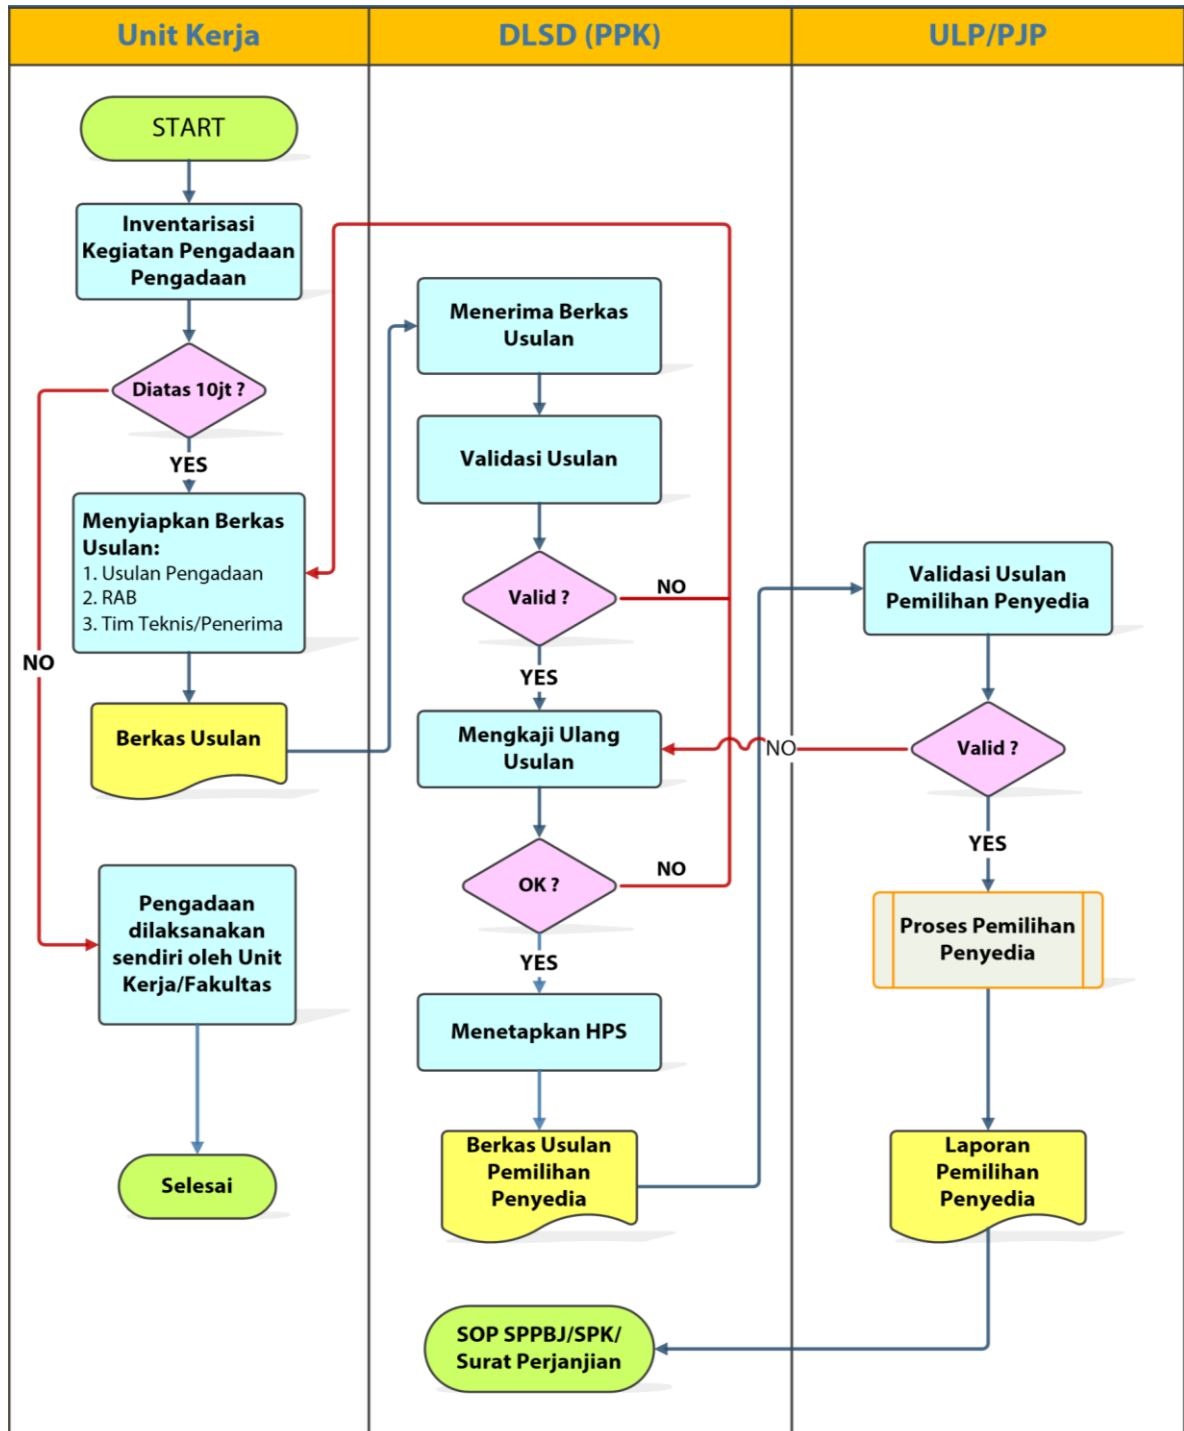 Unit Kerja
DLSD (PPK)
ULP/PJP
START
Inventarisasi
Kegiatan Pengadaan
Pengadaan
Diatas 10jt ?
YES
Menyiapkan Berkas
Usulan:
1. Usulan Pengadaan
2. RAB
3. Tim Teknis/Penerima
NO
Berkas Usulan
Pengadaan
dilaksanakan
sendiri oleh Unit
Kerja/Fakultas
Selesai
Menerima Berkas
Usulan
Validasi Usulan
Valid ?
NO
YES
Mengkaji Ulang
Usulan
OK ?
NO
YES
Menetapkan HPS
Berkas Usulan
Pemilihan
Penyedia
SOP SPPBJ/SPK/
Surat Perjanjian
Validasi Usulan
Pemilihan Penyedia
Valid ?
NO
YES
Proses Pemilihan
Penyedia
Laporan
Pemilihan
Penyedia